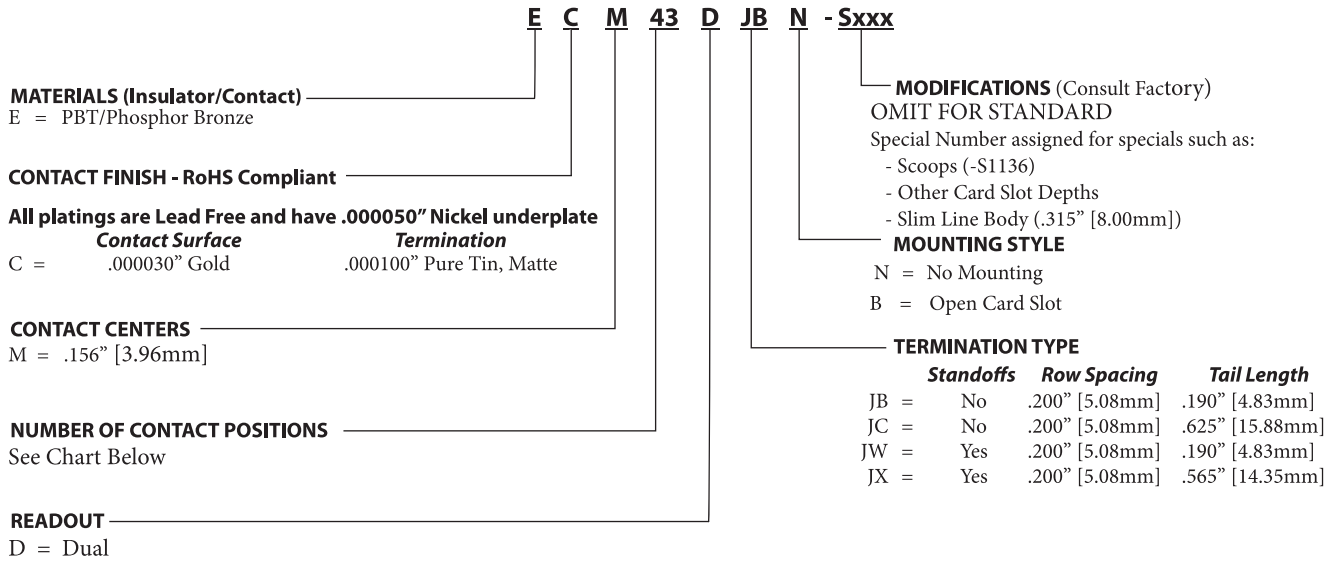 E C M 43 D JB N - Sxxx
MATERIALS (Insulator/Contact)
E = PBT/Phosphor Bronze
CONTACT FINISH - RoHS Compliant
All platings are Lead Free and have .000050” Nickel underplate
Contact Surface Termination
C = .000030” Gold .000100” Pure Tin, Matte
CONTACT CENTERS
M = .156” [3.96mm]
NUMBER OF CONTACT POSITIONS
See Chart Below
READOUT
D = Dual
MODIFICATIONS (Consult Factory)
OMIT FOR STANDARD
Special Number assigned for specials such as:
- Scoops (-S1136)
- Other Card Slot Depths
- Slim Line Body (.315” [8.00mm])
MOUNTING STYLE
N = No Mounting
B = Open Card Slot
TERMINATION TYPE
Standoffs Row Spacing Tail Length
JB = No .200” [5.08mm] .190” [4.83mm]
JC = No .200” [5.08mm] .625” [15.88mm]
JW = Yes .200” [5.08mm] .190” [4.83mm]
JX = Yes .200” [5.08mm] .565” [14.35mm]